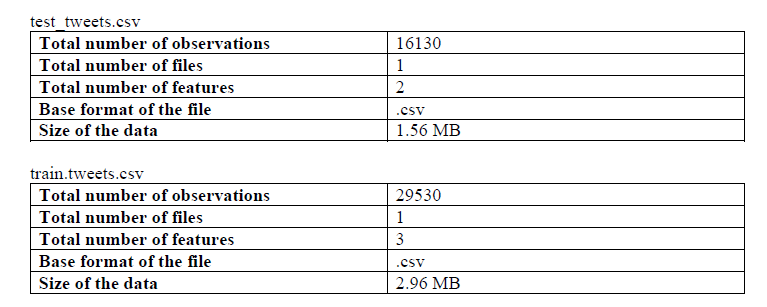 test_tweets.csv
Total number of observations 16130
Total number of files 1
Total number of features 2
Base format of the file .csv
Size of the data 1.56 MB
train.tweets.csv
Total number of observations 29530
Total number of files 1
Total number of features 3
Base format of the file .csv
Size of the data 2.96 MB